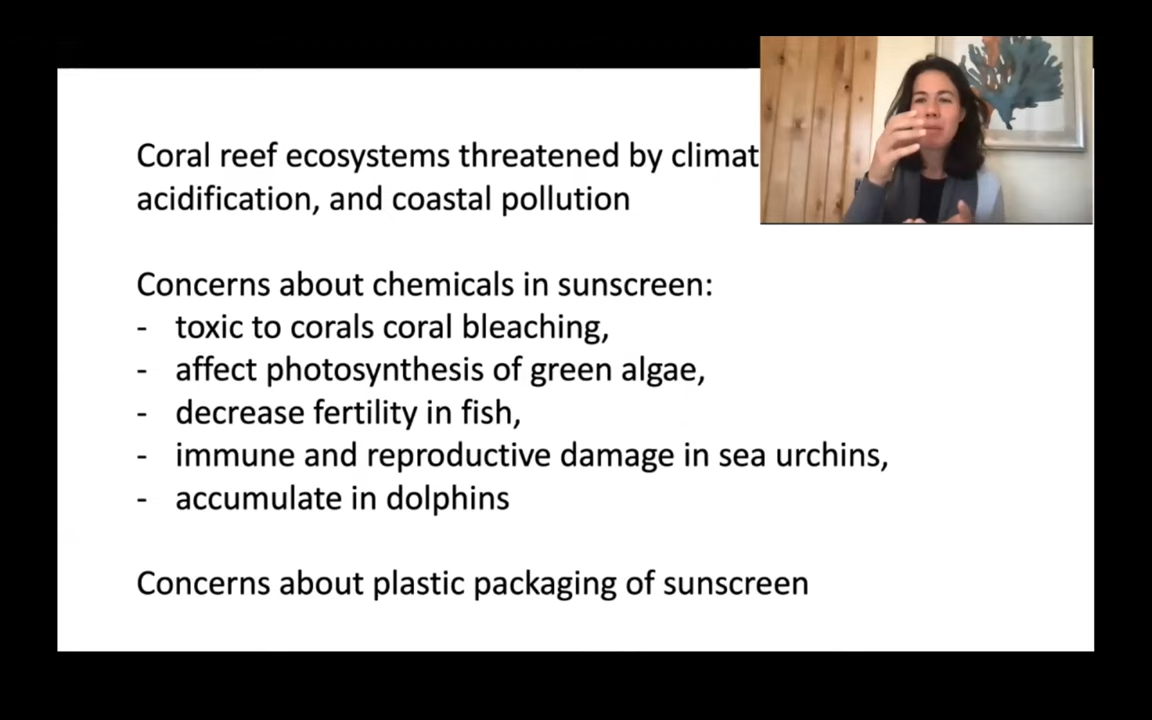 Coral reef ecosystems threatened by climat
acidification, and coastal pollution
Concerns about chemicals in sunscreen:
- toxic to corals coral bleaching,
- affect photosynthesis of green algae,
- decrease fertility in fish,
- immune and reproductive damage in sea urchins,
- accumulate in dolphins
Concerns about plastic packaging of sunscreen